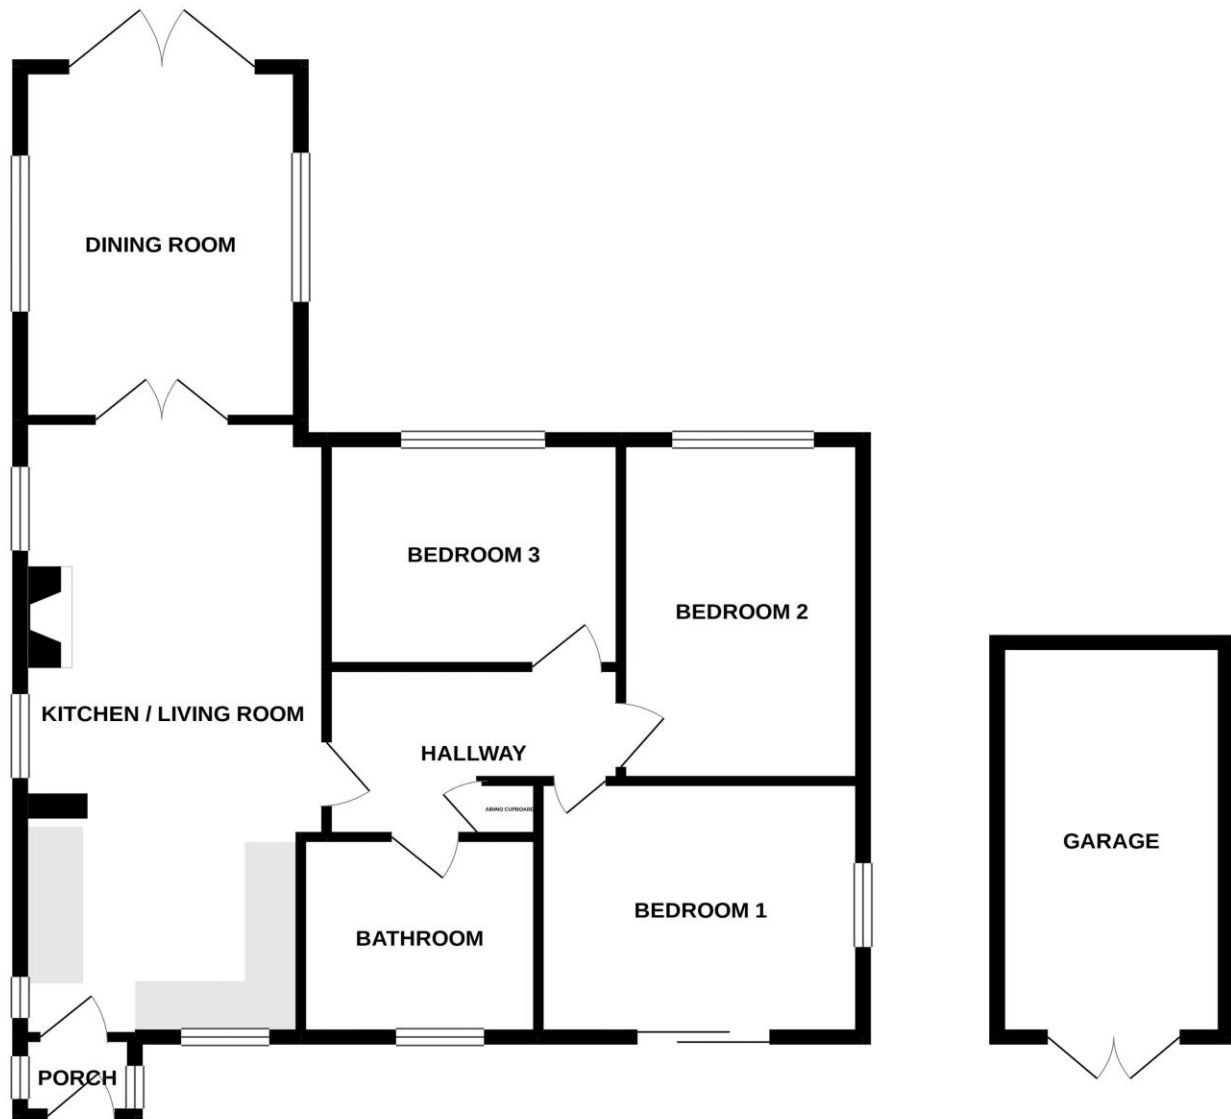 DINING ROOM
BEDROOM 3
BEDROOM 2
KITCHEN / LIVING ROOM
HALLWAY
AIRING CUPBOARD
GARAGE
BEDROOM 1
BATHROOM
PORCH